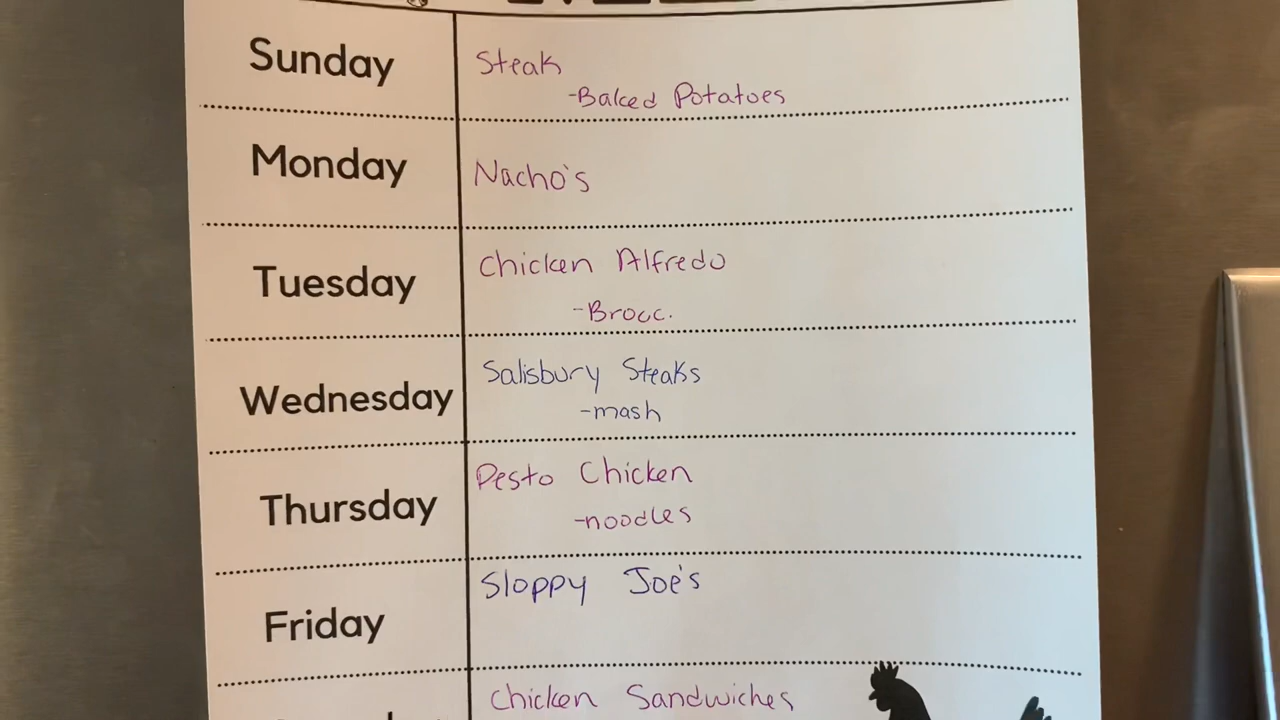 Sunday
Steak
-Baked Potatoes
Monday
Nacho's
Tuesday
Chicken Alfredo
-Brocc.
Wednesday
Salisbury Steaks
-mash
Thursday
Pesto Chicken
-noodles
Friday
Sloppy Joe's
Chicken Sandwiches